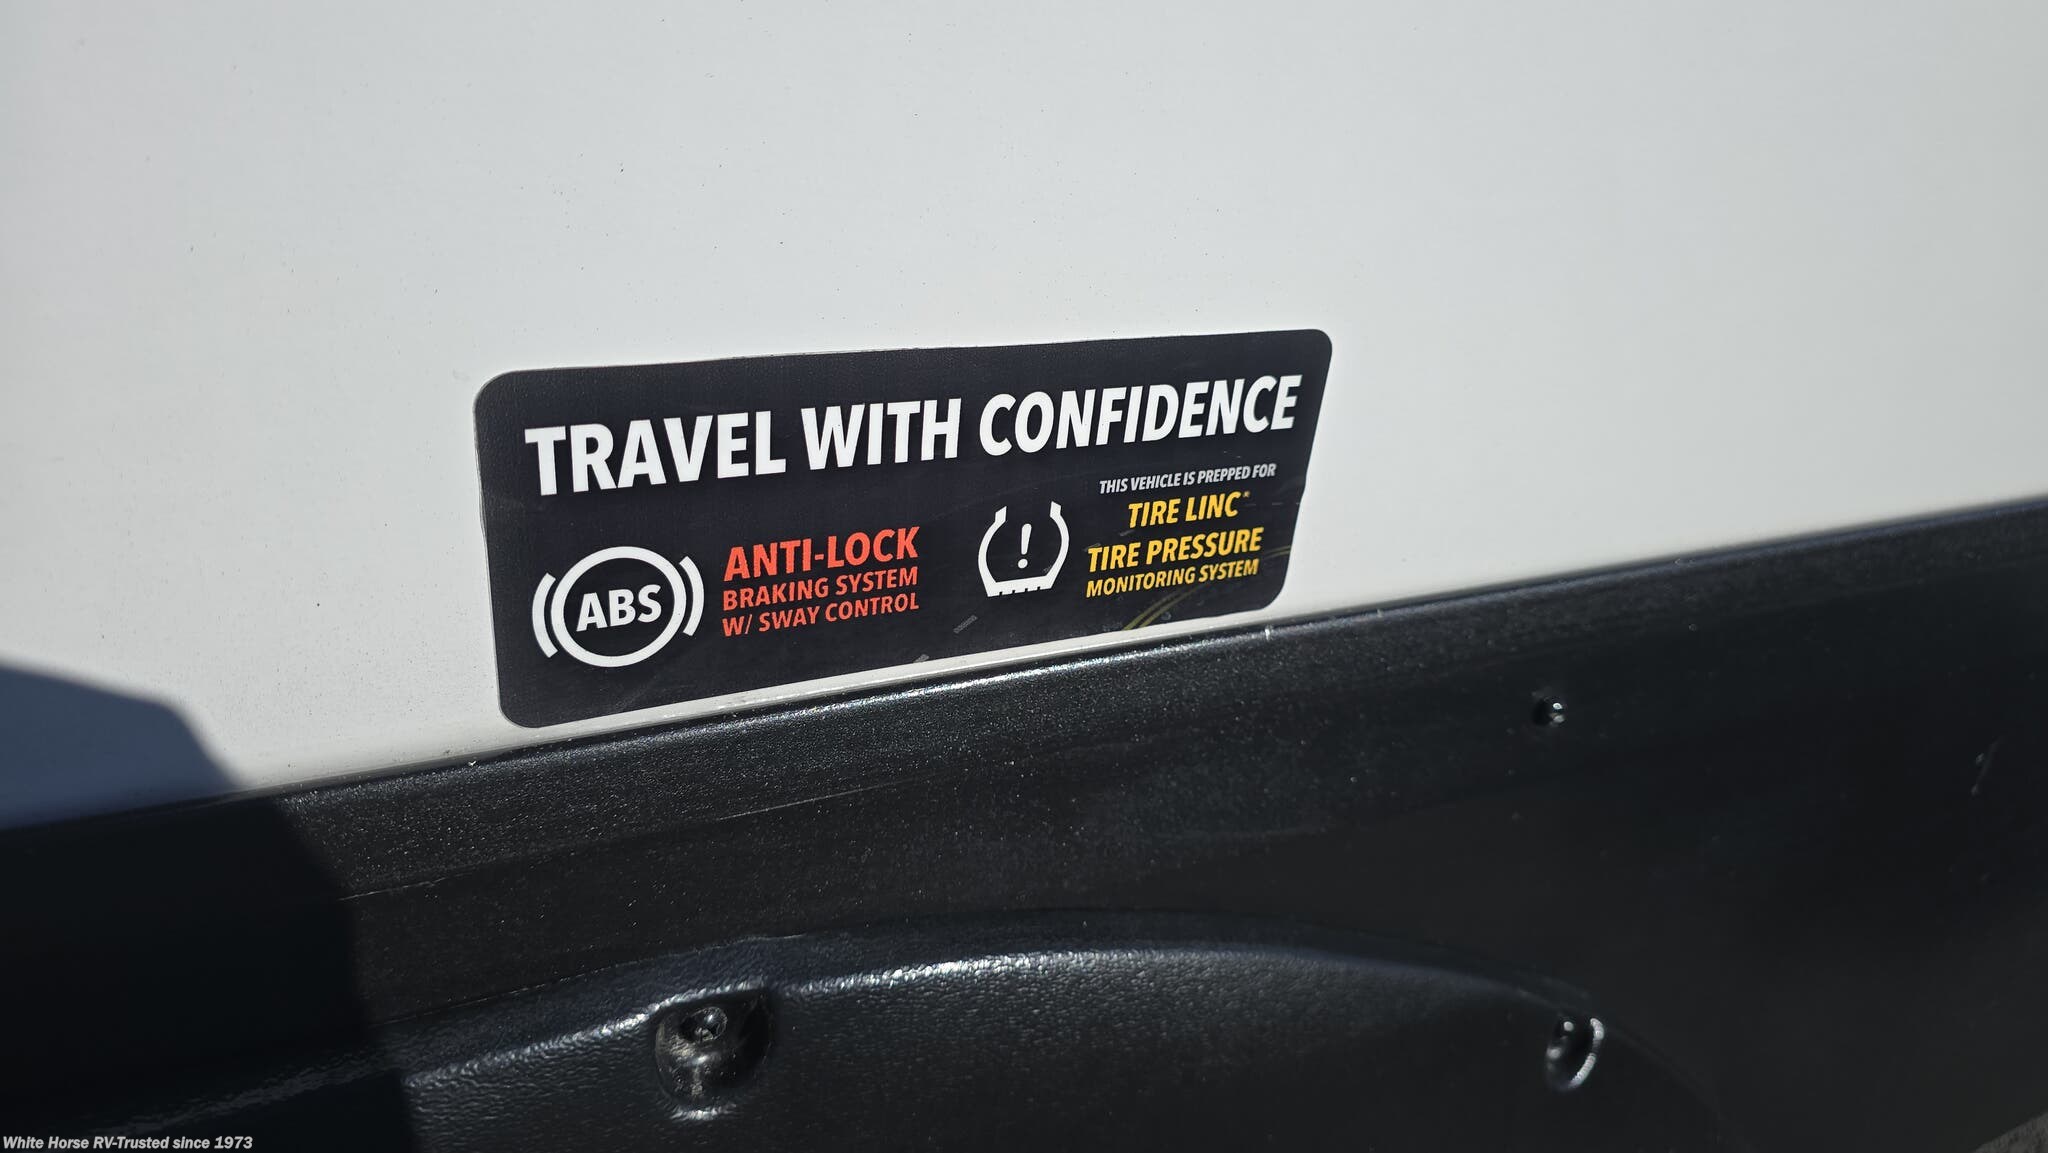 TRAVEL WITH CONFIDENCE
ABS
ANTI-LOCK
BRAKING SYSTEM
W/ SWAY CONTROL
!
THIS VEHICLE IS PREPPED FOR
TIRE LINC*
TIRE PRESSURE
MONITORING SYSTEM
White Horse RV-Trusted since 1973